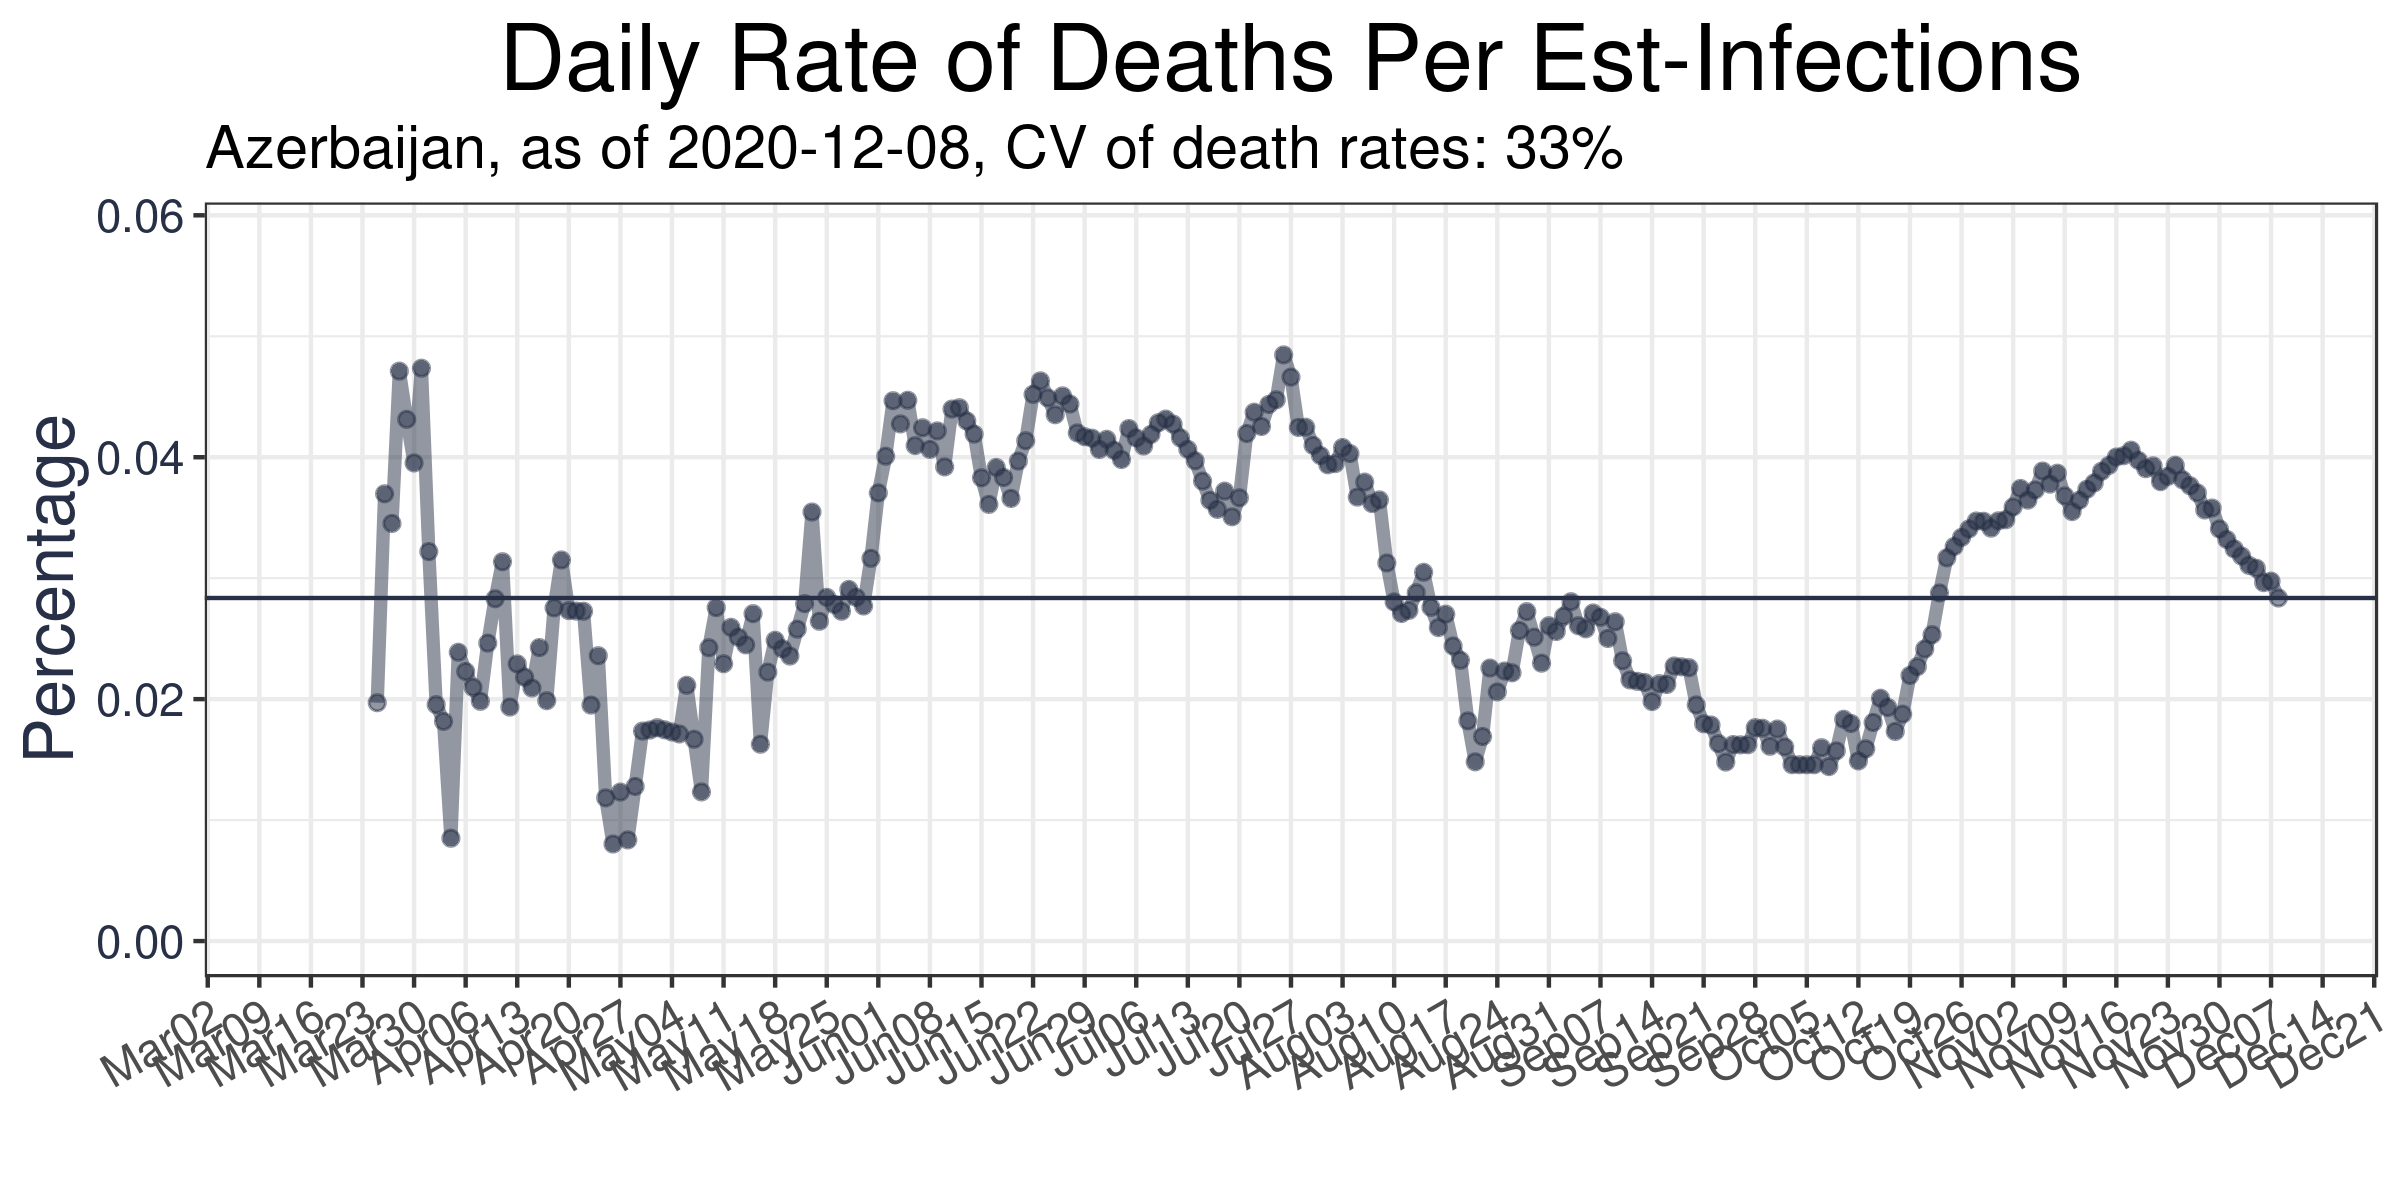 Daily Rate of Deaths Per Est-Infections
Azerbaijan, as of 2020-12-08, CV of death rates: 33%
Percentage
0.06
0.04
0.02
0.00
Mar02
Mar09
Mar16
Mar23
Mar30
Apr06
Apr13
Apr20
Apr27
May04
May11
May18
May25
Jun01
Jun08
Jun15
Jun22
Jun29
Jul06
Jul13
Jul20
Jul27
Aug03
Aug10
Aug17
Aug24
Aug31
Sep07
Sep14
Sep21
Sep28
Oct05
Oct12
Oct19
Oct26
Nov02
Nov09
Nov16
Nov23
Nov30
Dec07
Dec14
Dec21